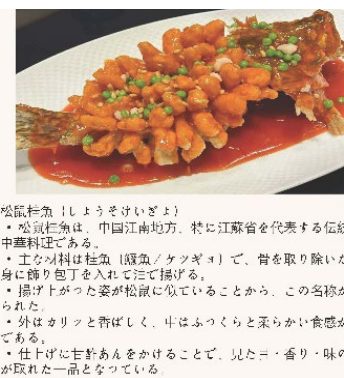 松鼠桂魚（しょうそけいぎょ）
・松鼠桂魚は、中国江南地方、特に江蘇省を代表する伝統
中華料理である。
・主な材料は桂魚（鱖魚／ケツギョ）で、骨を取り除いた
身に飾り包丁を入れて油で揚げる。
・揚げ上がった姿が松鼠に似ていることから、この名称が
られた。
・外はカリッと香ばしく、中はふっくらと柔らかい食感が
である。
・仕上げに甘酢あんをかけることで、見た目・香り・味の
が取れた一品となっている。